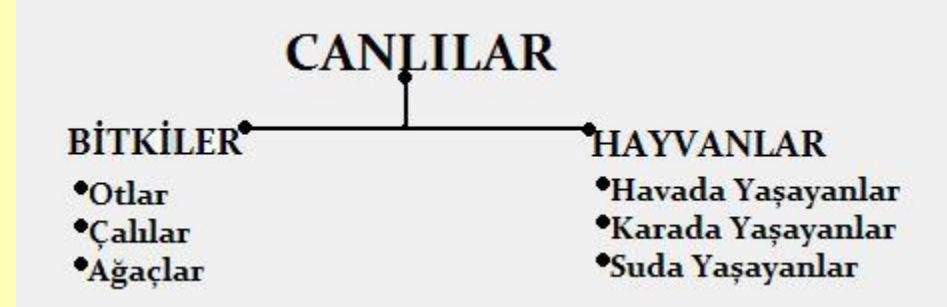 CANLILAR
BİTKİLER
•Otlar
•Çalılar
•Ağaçlar
HAYVANLAR
•Havada Yaşayanlar
•Karada Yaşayanlar
•Suda Yaşayanlar